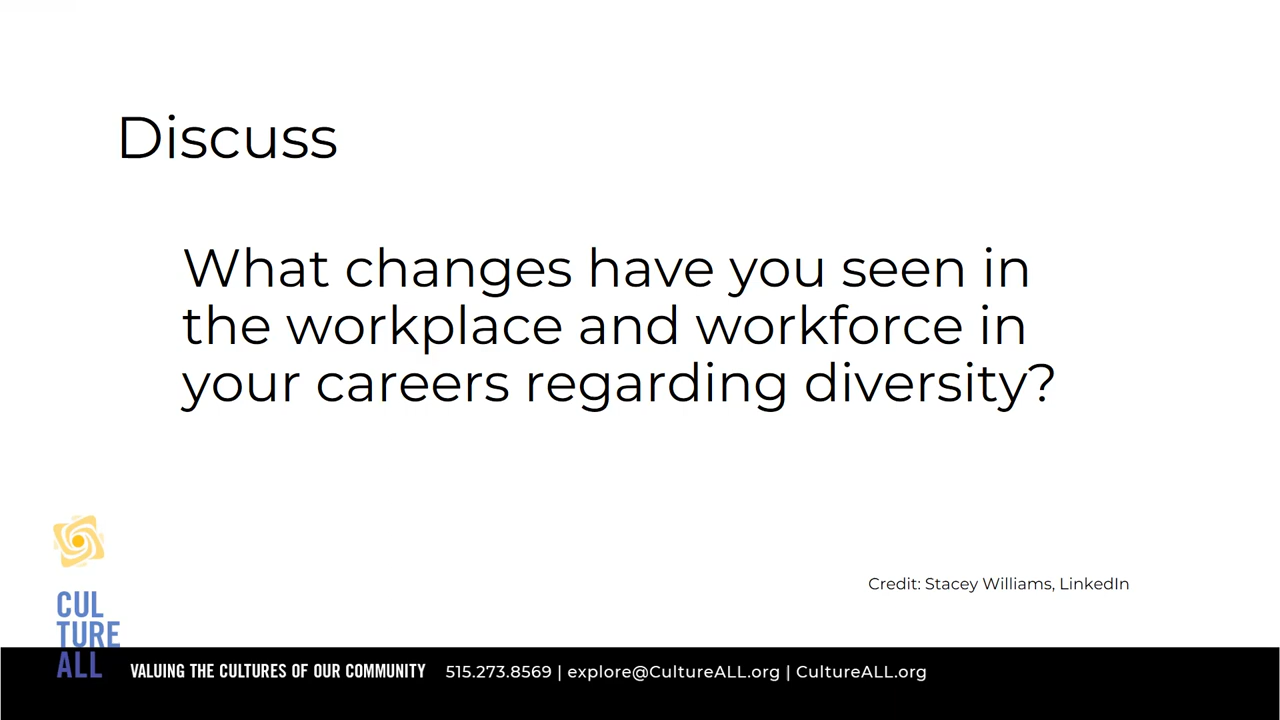 Discuss
What changes have you seen in
the workplace and workforce in
your careers regarding diversity?
Credit: Stacey Williams, LinkedIn
CUL
TURE
ALL
VALUING THE CULTURES OF OUR COMMUNITY 515.273.8569 | explore@CultureALL.org | CultureALL.org